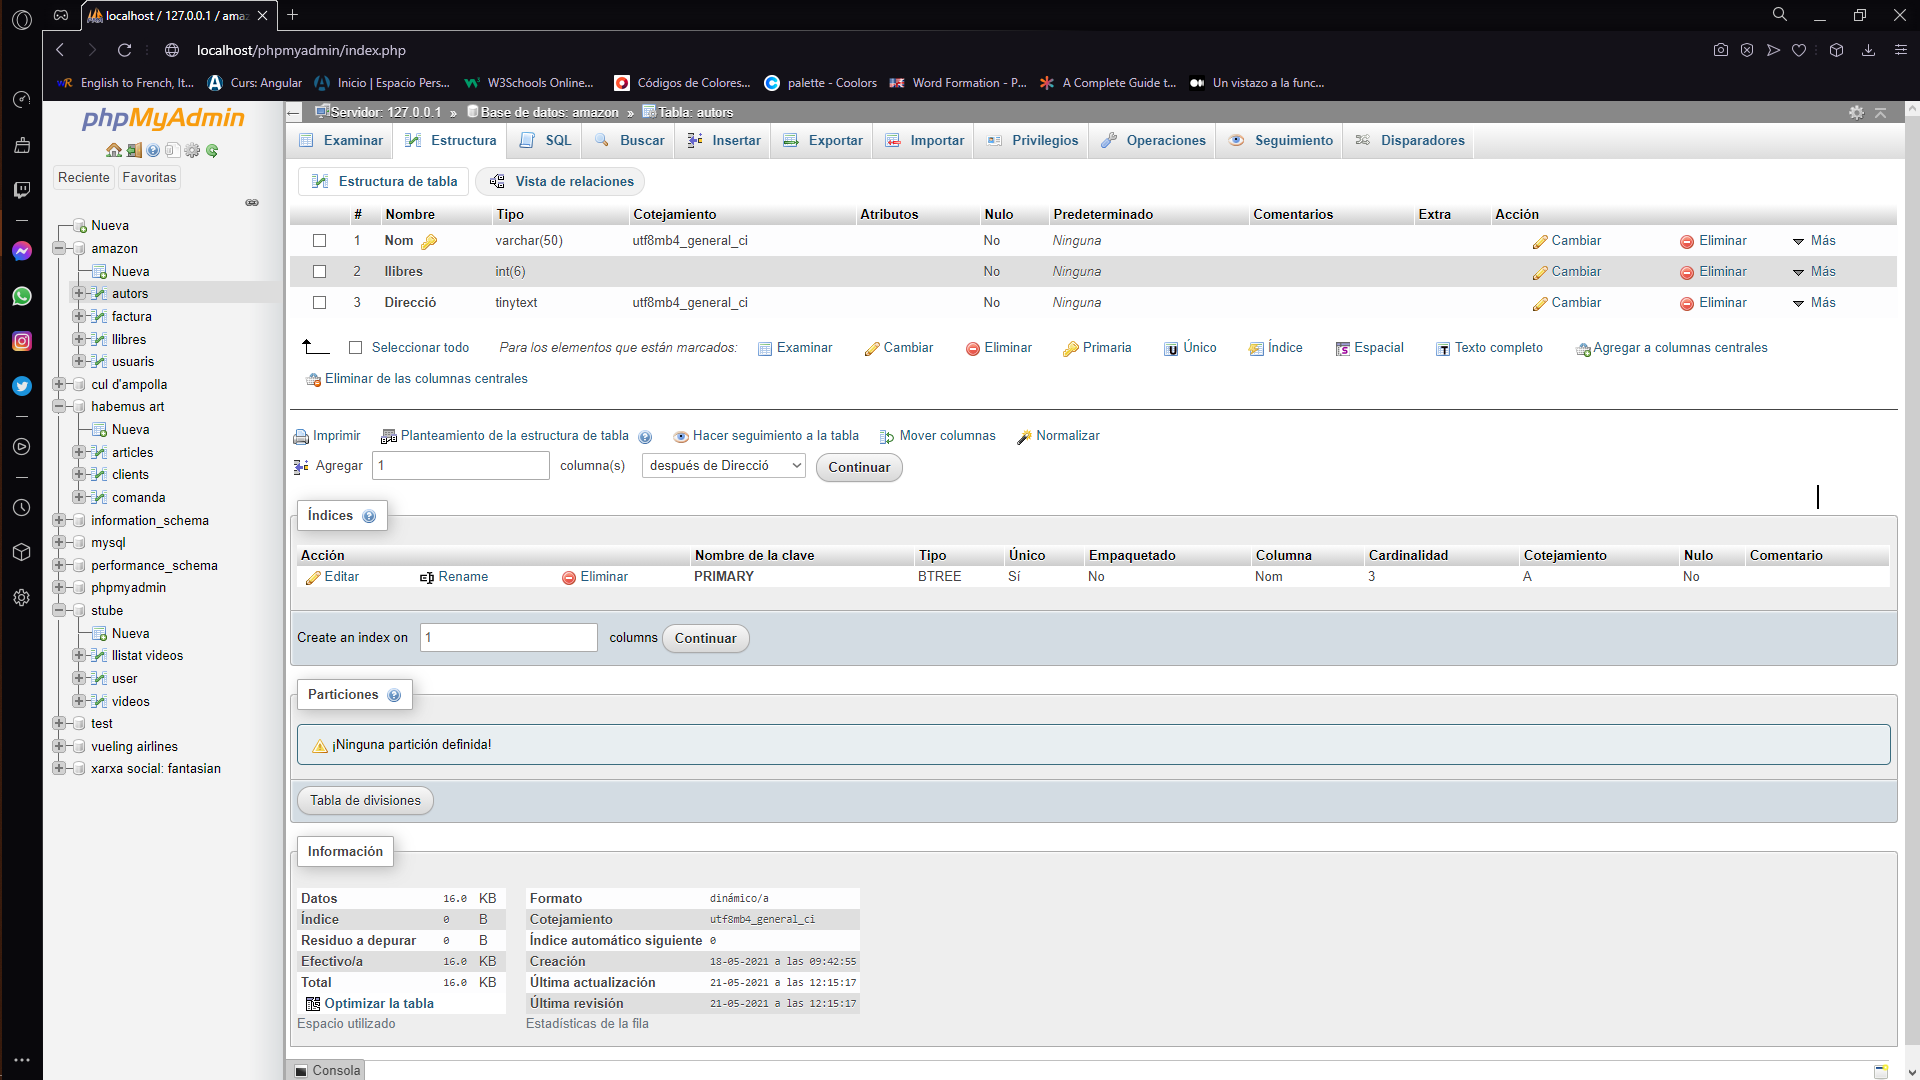 localhost / 127.0.0.1 / amaz
localhost/phpmyadmin/index.php
English to French, It... Curs: Angular Inicio | Espacio Pers... W3Schools Online... Códigos de Colores... palette - Coolors Word Formation - P... A Complete Guide t... Un vistazo a la func...
phpMyAdmin
Reciente Favoritas
Nueva
amazon
Nueva
autors
factura
llibres
usuaris
cul d'ampolla
habemus art
Nueva
articles
clients
comanda
information_schema
mysql
performance_schema
phpmyadmin
stube
Nueva
llistat videos
user
videos
test
vueling airlines
xarxa social: fantasian
Servidor: 127.0.0.1 » Base de datos: amazon » Tabla: autors
Examinar Estructura SQL Buscar Insertar Exportar Importar Privilegios Operaciones Seguimiento Disparadores
Estructura de tabla Vista de relaciones
# Nombre Tipo Cotejamiento Atributos Nulo Predeterminado Comentarios Extra Acción
1 Nom varchar(50) utf8mb4_general_ci No Ninguna Cambiar Eliminar Más
2 llibres int(6) No Ninguna Cambiar Eliminar Más
3 Direcció tinytext utf8mb4_general_ci No Ninguna Cambiar Eliminar Más
Seleccionar todo Para los elementos que están marcados: Examinar Cambiar Eliminar Primaria Único Índice Espacial Texto completo Agregar a columnas centrales
Eliminar de las columnas centrales
Imprimir Planteamiento de la estructura de tabla Hacer seguimiento a la tabla Mover columnas Normalizar
Agregar 1 columna(s) después de Direcció Continuar
Índices
Acción Nombre de la clave Tipo Único Empaquetado Columna Cardinalidad Cotejamiento Nulo Comentario
Editar Rename Eliminar PRIMARY BTREE Sí No Nom 3 A No
Create an index on 1 columns Continuar
Particiones
¡Ninguna partición definida!
Tabla de divisiones
Información
Datos 16.0 KB
Índice 0 B
Residuo a depurar 0 B
Efectivo/a 16.0 KB
Total 16.0 KB
Optimizar la tabla
Espacio utilizado
Formato dinámico/a
Cotejamiento utf8mb4_general_ci
Índice automático siguiente 0
Creación 18-05-2021 a las 09:42:55
Última actualización 21-05-2021 a las 12:15:17
Última revisión 21-05-2021 a las 12:15:17
Estadísticas de la fila
Consola